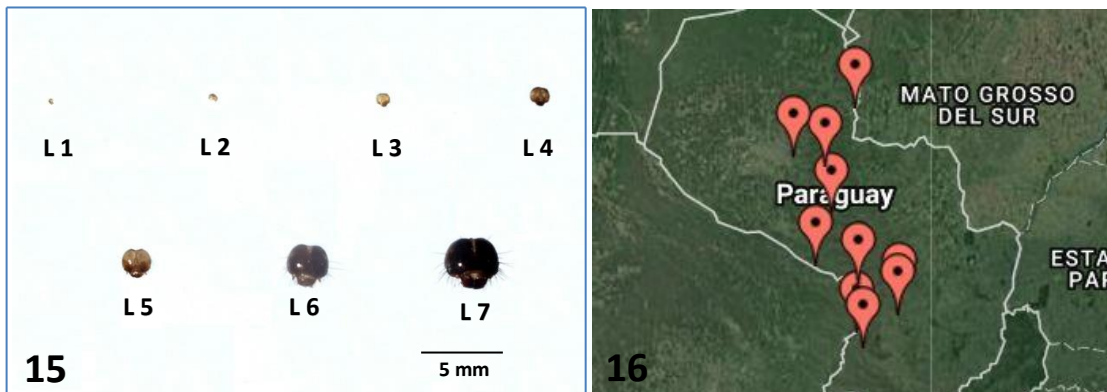 L 1
L 2
L 3
L 4
L 5
L 6
L 7
5 mm
15
MATO GROSSO
DEL SUR
Paraguay
ESTA
PAR
16